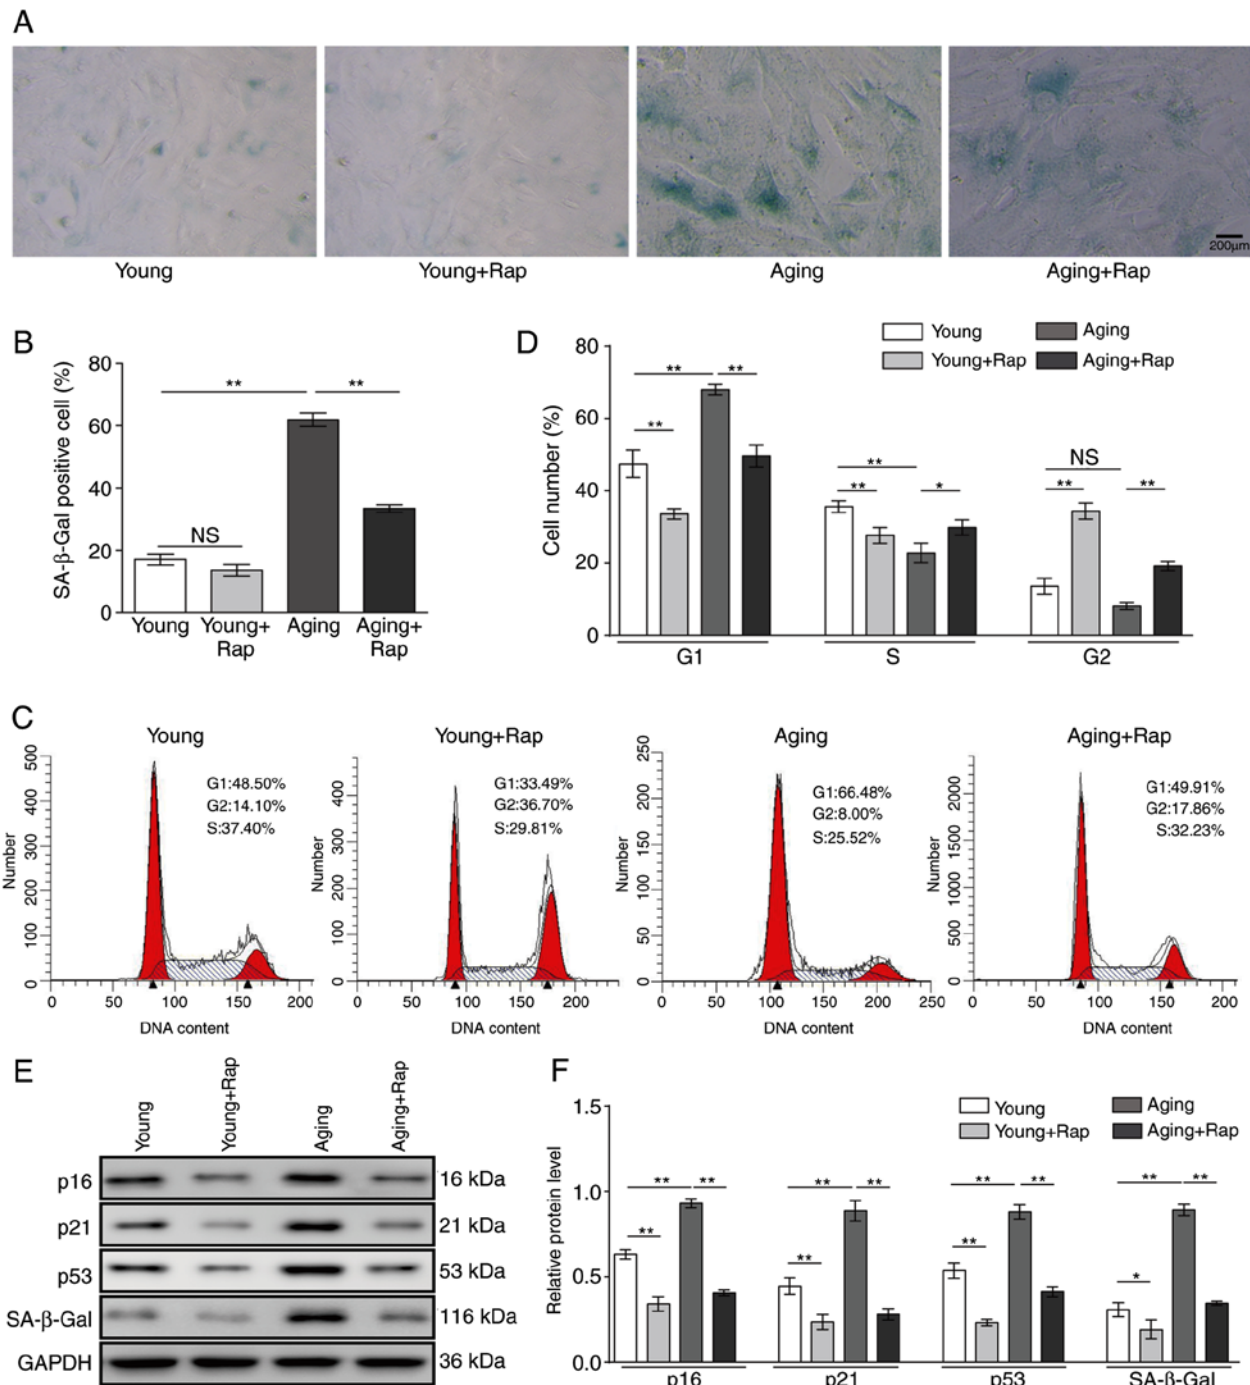 A
200μm
Young
Young+Rap
Aging
Aging+Rap
B
SA-β-Gal positive cell (%)
80
60
40
20
0
**
**
NS
Young
Young+
Rap
Aging
Aging+
Rap
D
Young
Aging
Young+Rap
Aging+Rap
Cell number (%)
80
60
40
20
0
**
**
**
**
**
*
NS
**
**
G1
S
G2
C
Young
Number
500
400
300
200
100
0
G1:48.50%
G2:14.10%
S:37.40%
0 50 100 150 200
DNA content
Young+Rap
Number
400
300
200
100
0
G1:33.49%
G2:36.70%
S:29.81%
0 50 100 150 200
DNA content
Aging
Number
250
200
150
100
50
0
G1:66.48%
G2:8.00%
S:25.52%
0 50 100 150 200 250
DNA content
Aging+Rap
Number
2000
1500
1000
500
0
G1:49.91%
G2:17.86%
S:32.23%
0 50 100 150 200
DNA content
E
Young
Young+Rap
Aging
Aging+Rap
p16 16 kDa
p21 21 kDa
p53 53 kDa
SA-β-Gal 116 kDa
GAPDH 36 kDa
F
Young
Aging
Young+Rap
Aging+Rap
Relative protein level
1.5
1.0
0.5
0.0
**
**
**
**
**
**
**
**
**
**
**
*
p16
p21
p53
SA-β-Gal